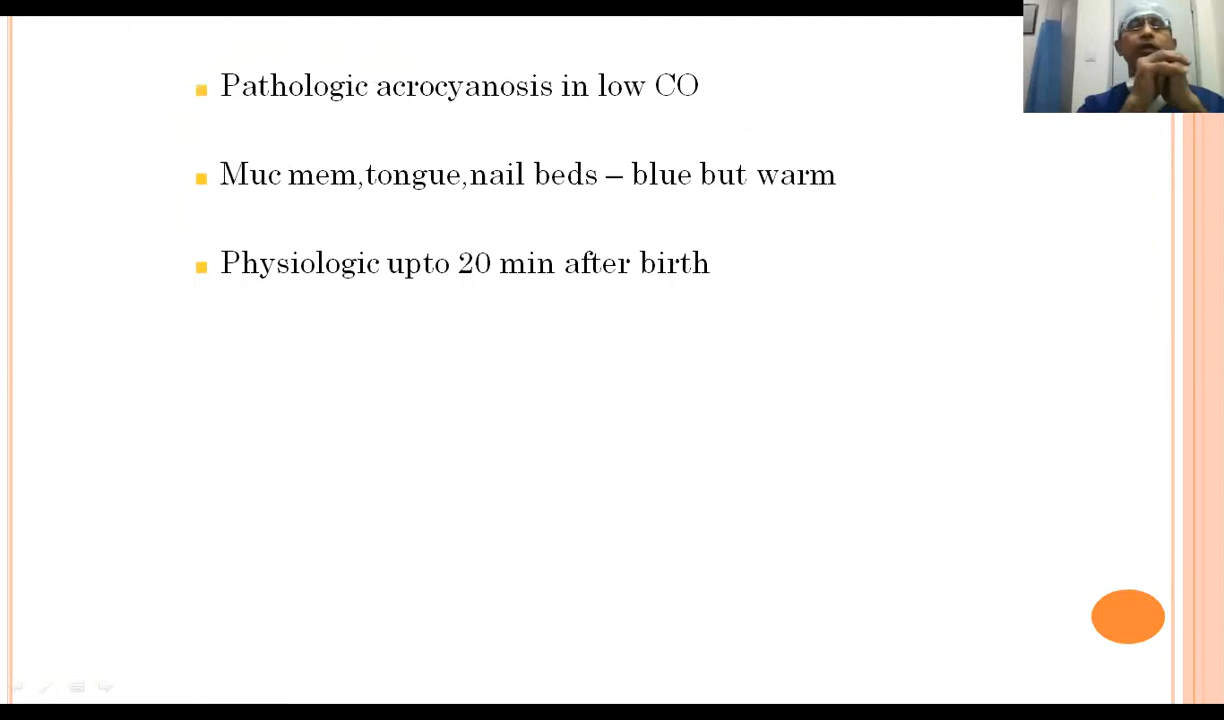 Pathologic acrocyanosis in low CO
Muc mem,tongue,nail beds – blue but warm
Physiologic upto 20 min after birth